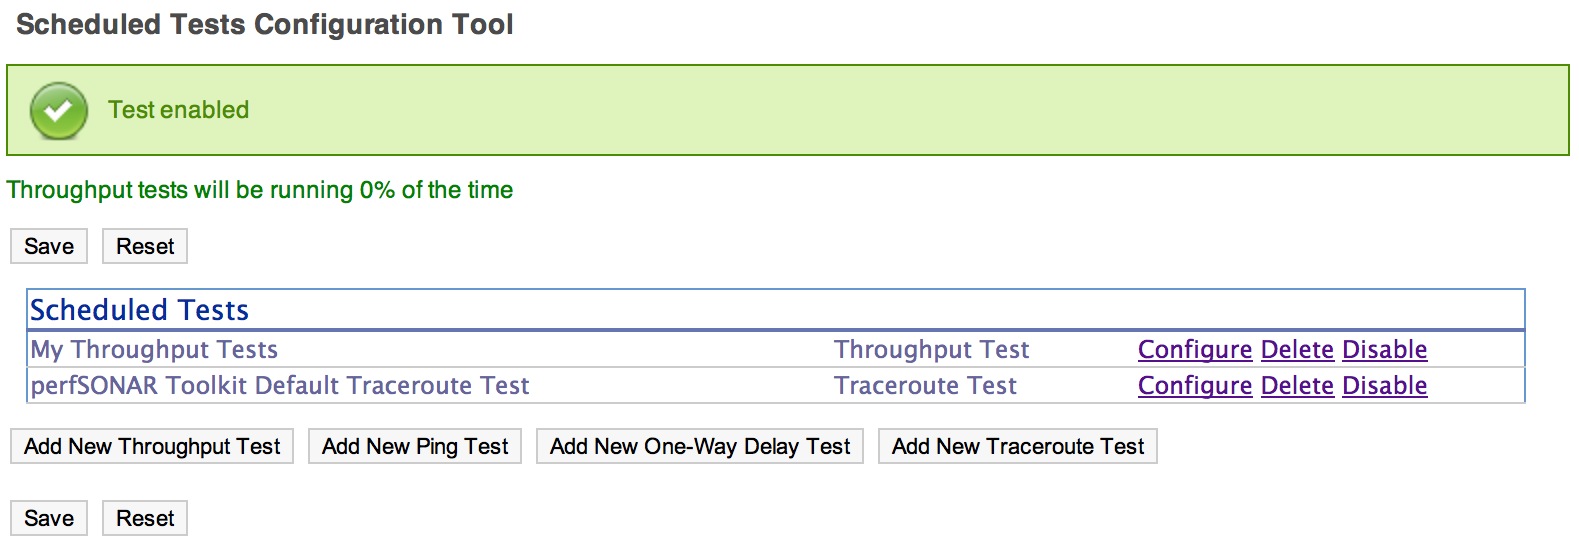 Scheduled Tests Configuration Tool
Test enabled
Throughput tests will be running 0% of the time
Save Reset
Scheduled Tests
My Throughput Tests Throughput Test Configure Delete Disable
perfSONAR Toolkit Default Traceroute Test Traceroute Test Configure Delete Disable
Add New Throughput Test Add New Ping Test Add New One-Way Delay Test Add New Traceroute Test
Save Reset